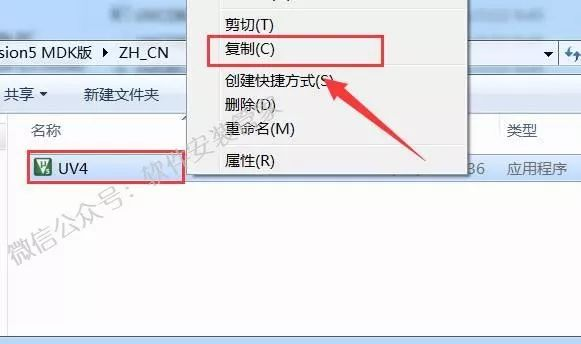 剪切(T)
复制(C)
sion5 MDK版 ▸ ZH_CN
创建快捷方式(S)
共享
新建文件夹
删除(D)
重命名(M)
名称
类型
属性(R)
UV4
36
应用程序
微信公众号：软件安装管家